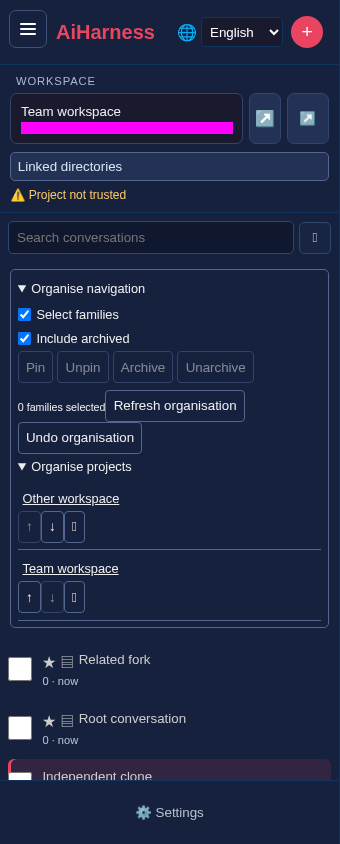 AiHarness
English
+
WORKSPACE
Team workspace
Linked directories
⚠️ Project not trusted
Search conversations
▼ Organise navigation
Select families
Include archived
Pin Unpin Archive Unarchive
0 families selected Refresh organisation
Undo organisation
▼ Organise projects
Other workspace
↑ ↓
Team workspace
↑ ↓
★ Related fork
0 · now
★ Root conversation
0 · now
Independent clone
⚙️ Settings